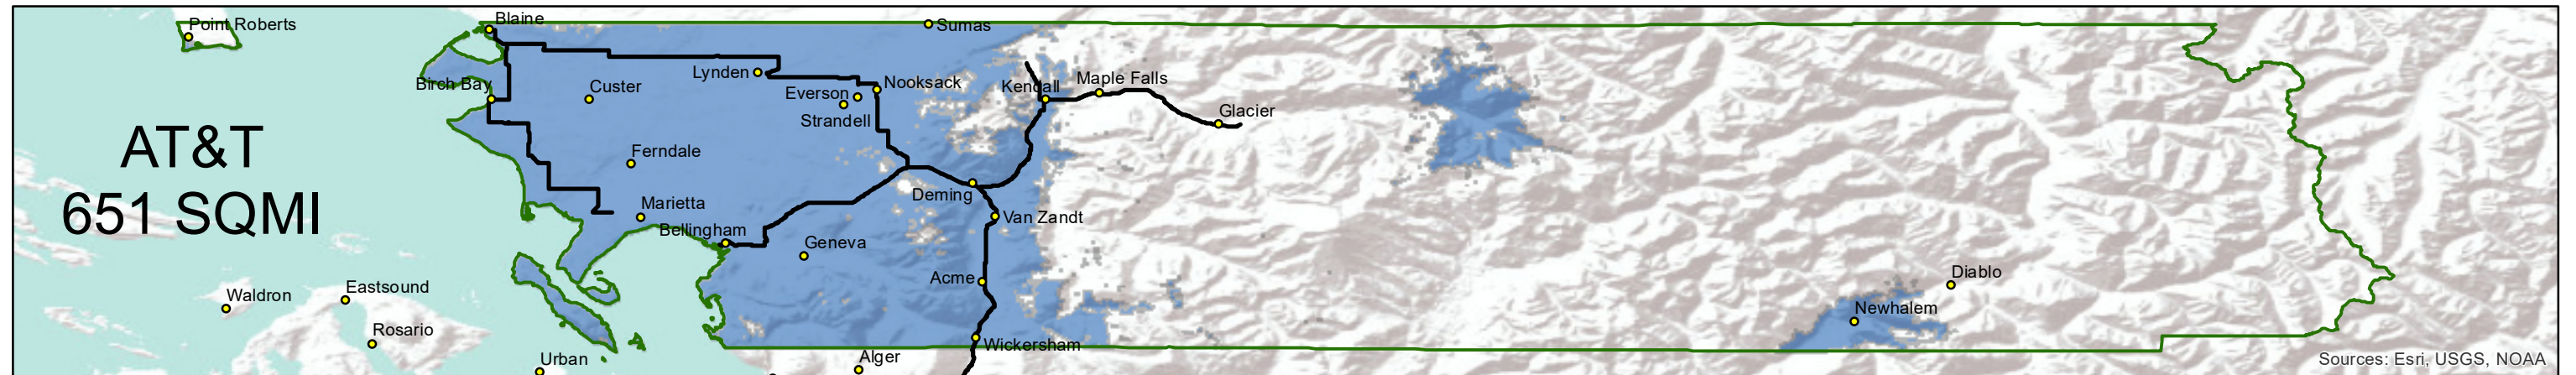 Point Roberts
Blaine
Sumas
Birch Bay
Custer
Lynden
Nooksack
Everson
Strandell
Kendall
Maple Falls
Glacier
AT&T
651 SQMI
Ferndale
Marietta
Deming
Van Zandt
Bellingham
Geneva
Acme
Diablo
Newhalem
Waldron
Eastsound
Rosario
Wickersham
Urban
Alger
Sources: Esri, USGS, NOAA